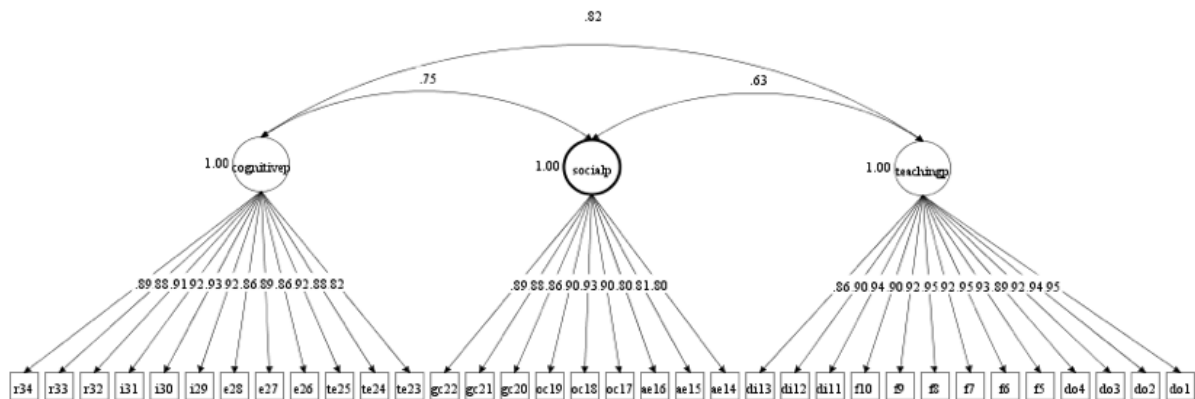 .82
.75 .63
1.00 cognitivep 1.00 socialp 1.00 teachingp
.89 88 .91 92 .93 92 .86 89 .86 92 .88 82 .89 88 .86 90 .93 90 .80 81 .80 .86 90 94 90 92 .95 92 .95 93 89 92 .94 95
r34 r33 r32 i31 i30 i29 e28 e27 e26 te25 te24 te23 gc22 gc21 gc20 oc19 oc18 oc17 ae16 ae15 ae14 di13 di12 di11 f10 f9 f8 f7 f6 f5 do4 do3 do2 do1